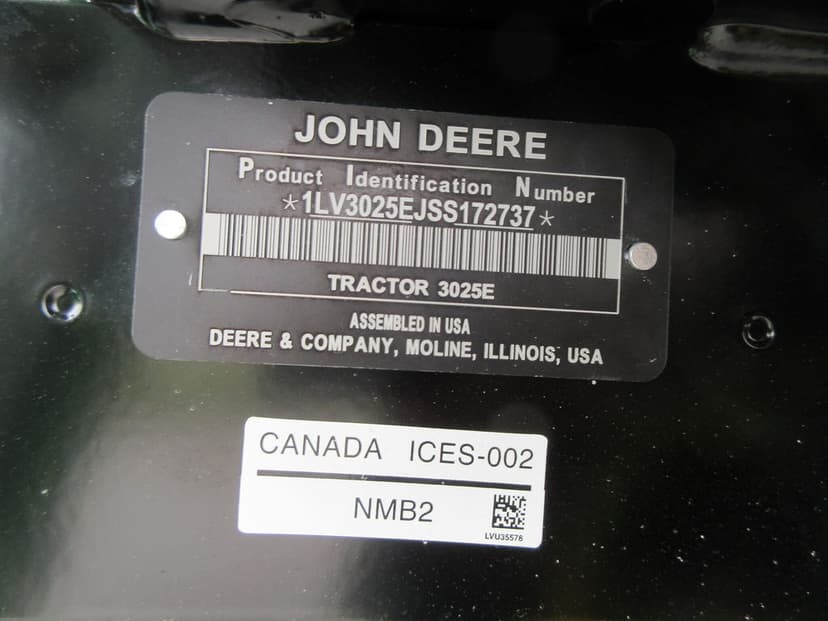 JOHN DEERE
Product Identification Number
*1LV3025EJSS172737*
TRACTOR 3025E
ASSEMBLED IN USA
DEERE & COMPANY, MOLINE, ILLINOIS, USA
CANADA ICES-002
NMB2
LVU35578